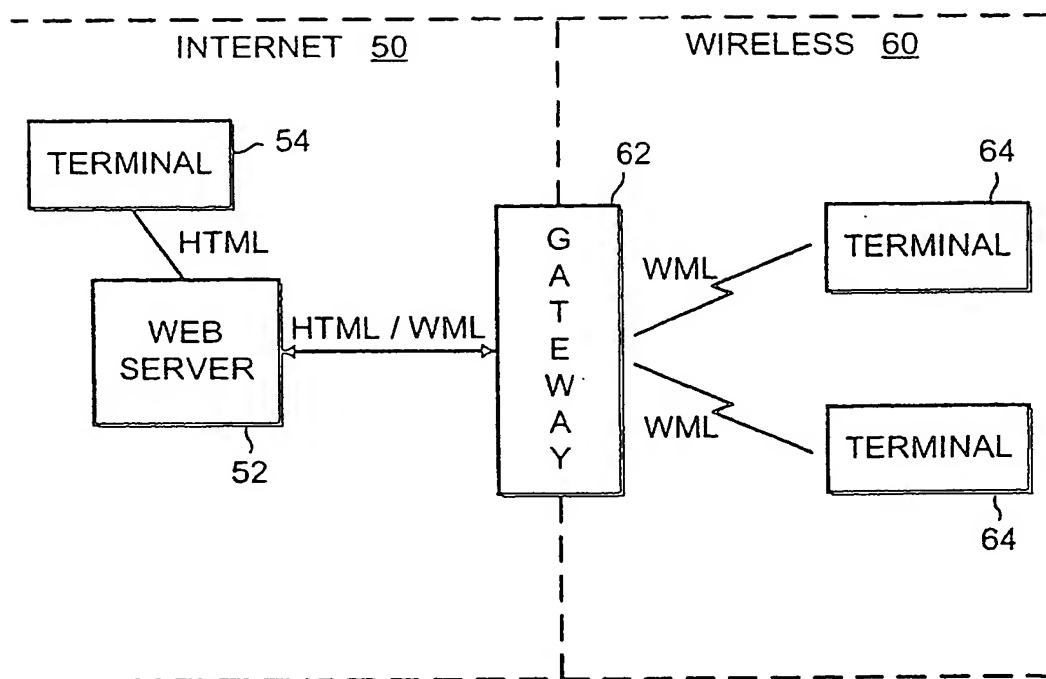 INTERNET 50
WIRELESS 60
TERMINAL
54
HTML
WEB
SERVER
52
HTML / WML
62
GATEWAY
WML
64
TERMINAL
WML
TERMINAL
64